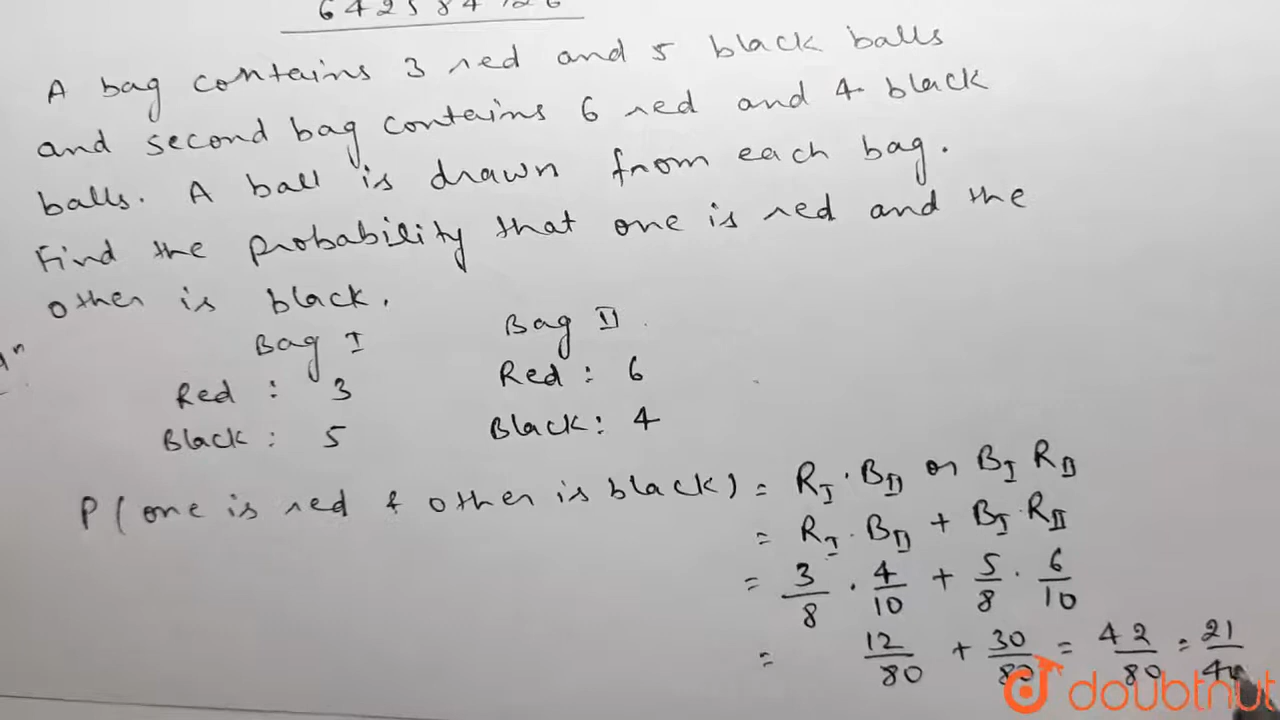 A bag contains 3 red and 5 black balls
and second bag contains 6 red and 4 black
balls. A ball is drawn from each bag.
Find the probability that one is red and the
other is black.
Bag I Bag II
Red : 3 Red : 6
Black : 5 Black : 4
P(one is red & other is black) = R_I . B_II or B_I R_II
= R_I . B_II + B_I . R_II
= 3/8 . 4/10 + 5/8 . 6/10
= 12/80 + 30/80 = 42/80 = 21/
doubtnut